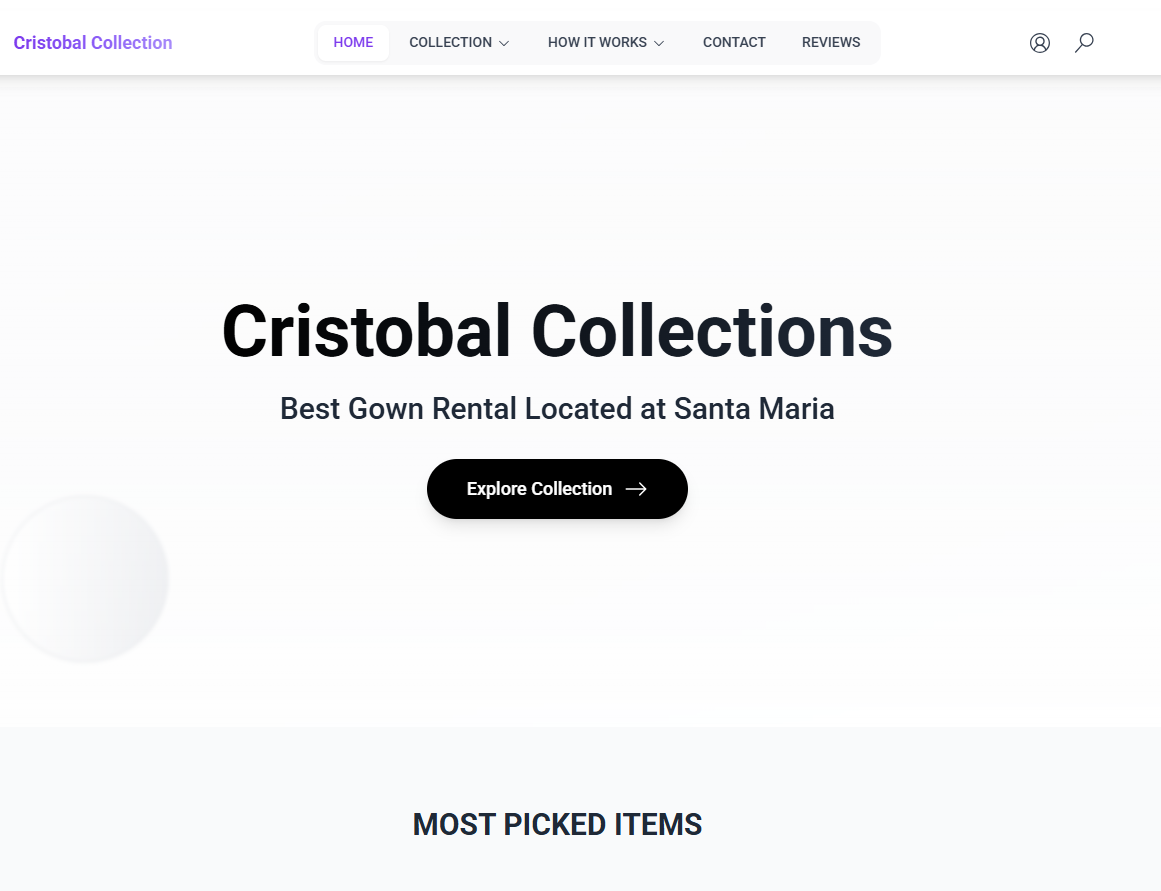 Cristobal Collection
HOME
COLLECTION
HOW IT WORKS
CONTACT
REVIEWS
Cristobal Collections
Best Gown Rental Located at Santa Maria
Explore Collection
MOST PICKED ITEMS